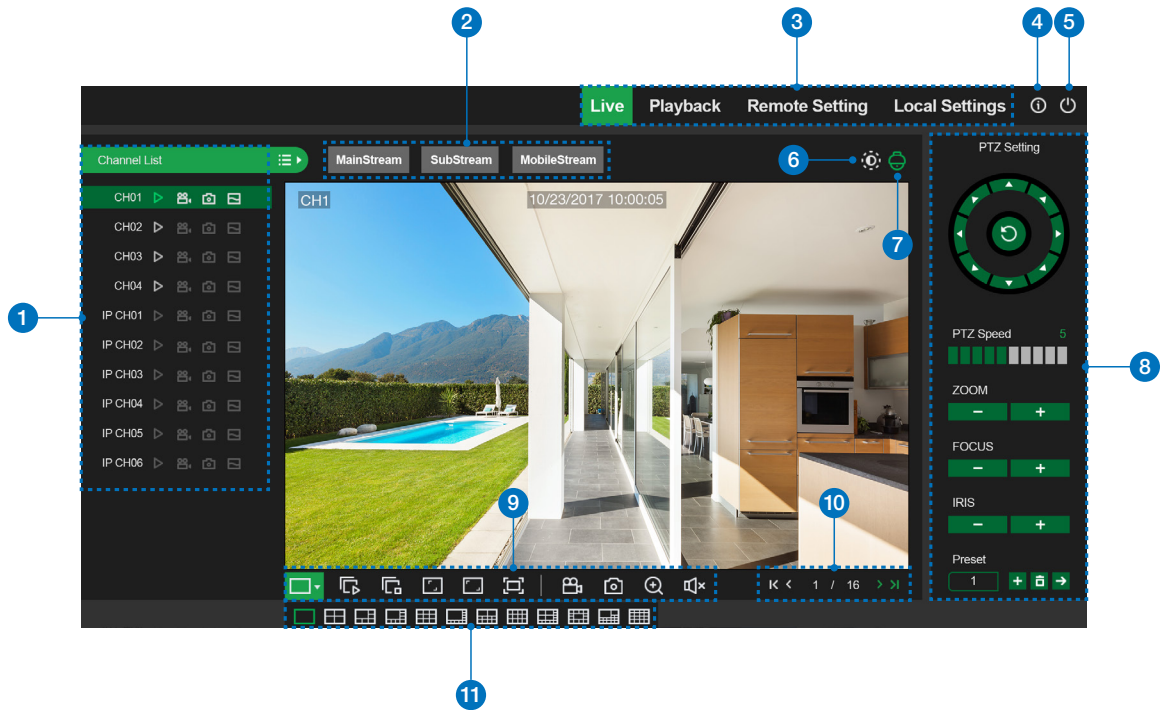 2
3
4
5
Live Playback Remote Setting Local Settings
Channel List
MainStream SubStream MobileStream
6
7
PTZ Setting
CH1
10/23/2017 10:00:05
CH01
CH02
CH03
CH04
IP CH01
IP CH02
IP CH03
IP CH04
IP CH05
IP CH06
1
PTZ Speed 5
8
ZOOM
- +
FOCUS
- +
IRIS
- +
Preset
1 +
9
10
1 / 16
11